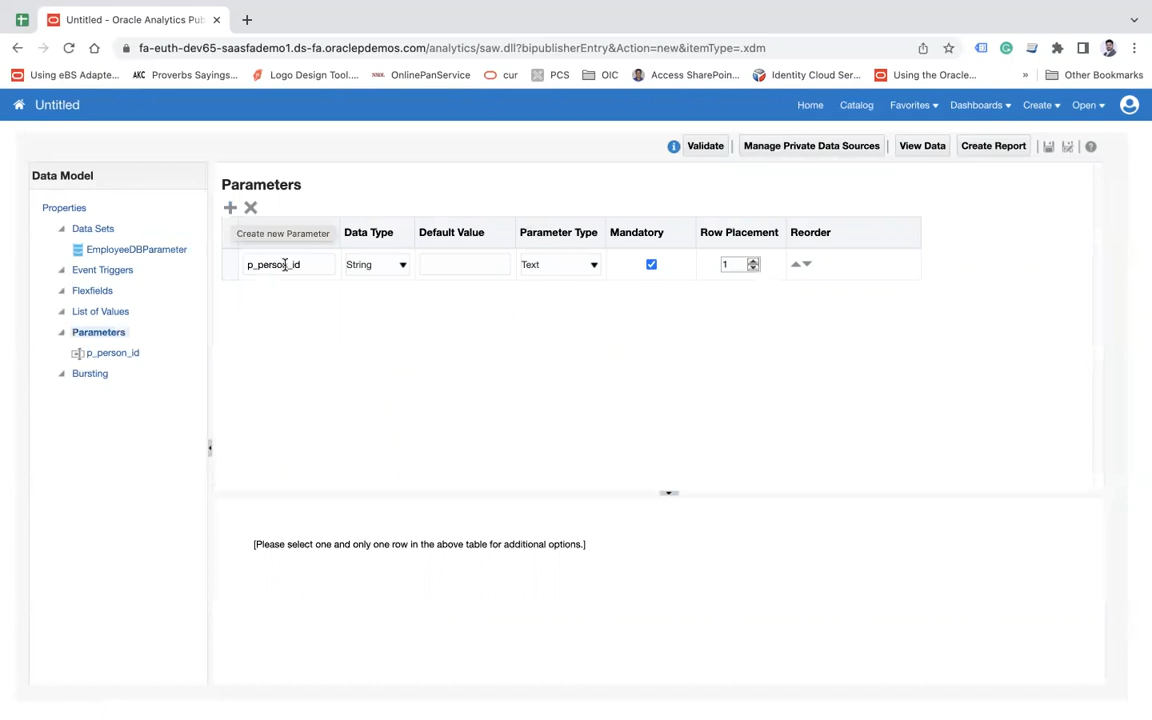 Untitled - Oracle Analytics Pub
fa-euth-dev65-saasfademo1.ds-fa.oraclepdemos.com/analytics/saw.dll?bipublisherEntry&Action=new&itemType=.xdm
Using eBS Adapte... AKC Proverbs Sayings... Logo Design Tool.... OnlinePanService cur PCS OIC Access SharePoin... Identity Cloud Ser... Using the Oracle... » Other Bookmarks
Untitled Home Catalog Favorites Dashboards Create Open
Validate Manage Private Data Sources View Data Create Report
Data Model
Properties
Data Sets
EmployeeDBParameter
Event Triggers
Flexfields
List of Values
Parameters
p_person_id
Bursting
Parameters
Create new Parameter Data Type Default Value Parameter Type Mandatory Row Placement Reorder
p_person_id String Text 1
[Please select one and only one row in the above table for additional options.]